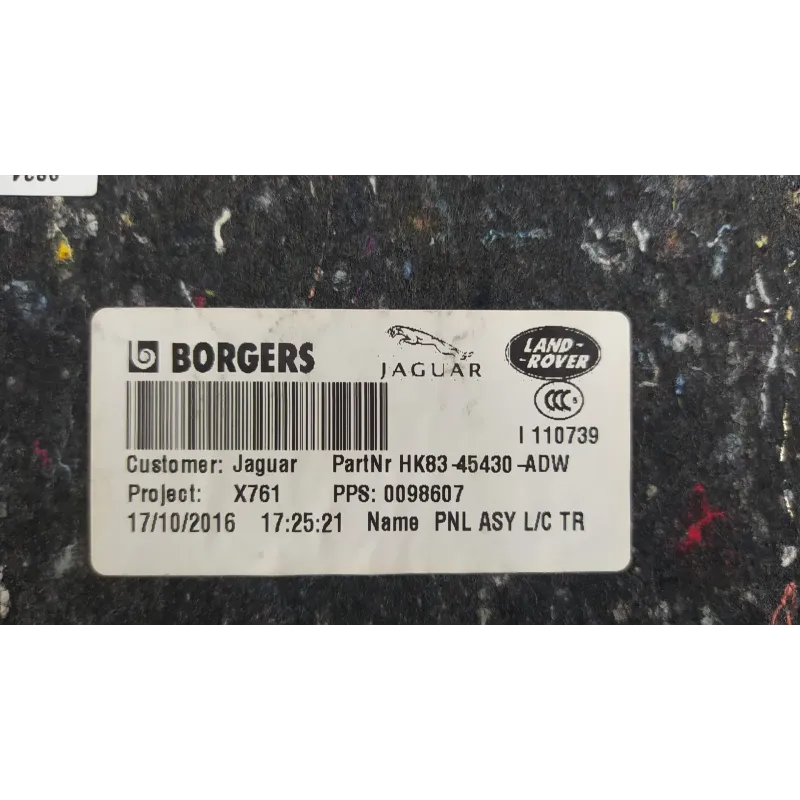 BORGERS
JAGUAR
LAND-
-ROVER
CCC S
I 110739
Customer: Jaguar PartNr HK83-45430-ADW
Project: X761 PPS: 0098607
17/10/2016 17:25:21 Name PNL ASY L/C TR